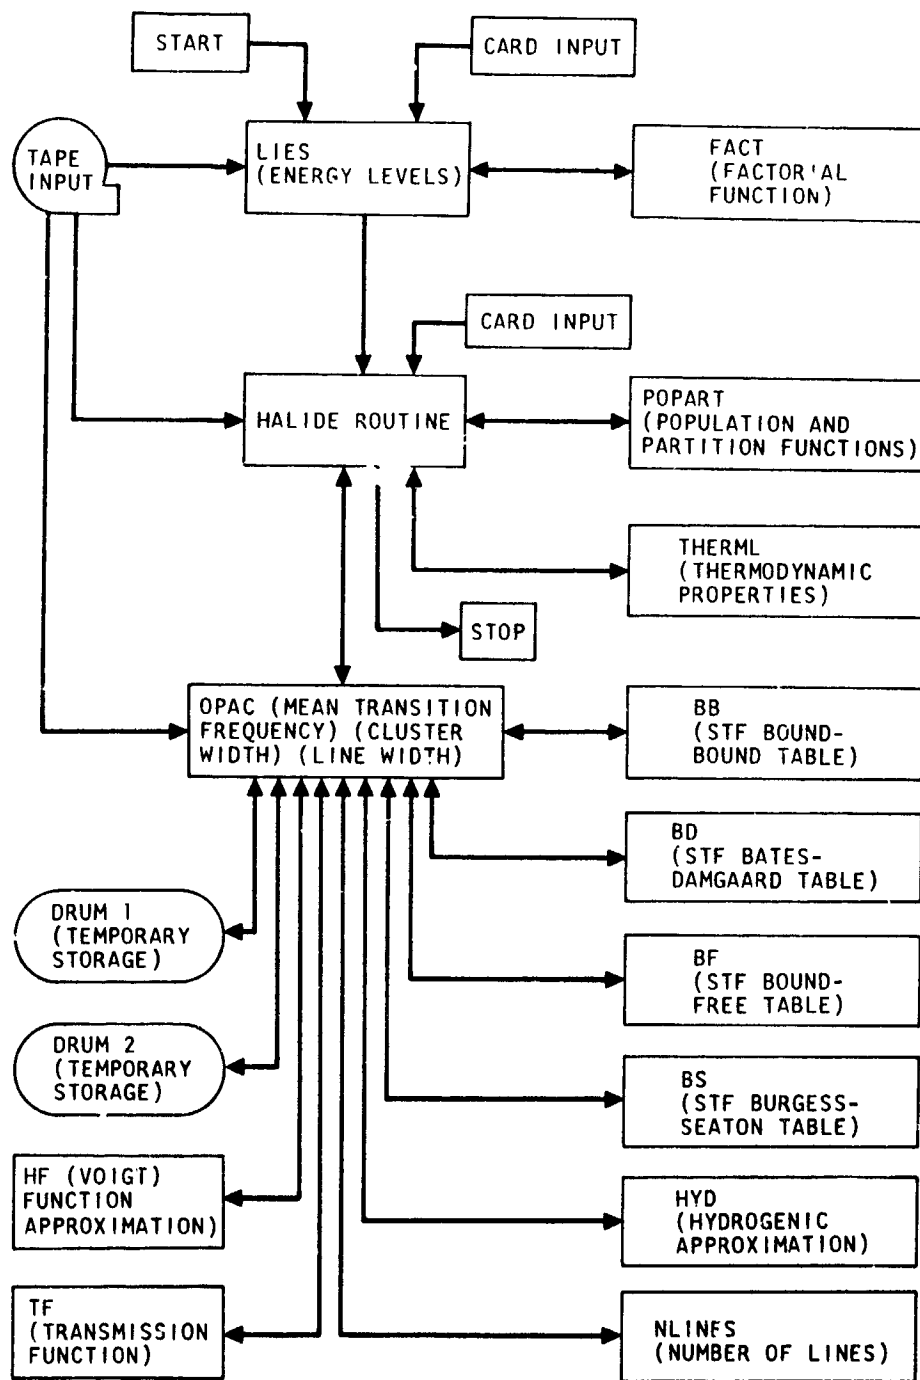 START
CARD INPUT
TAPE
INPUT
LIES
(ENERGY LEVELS)
FACT
(FACTOR'AL
FUNCTION)
CARD INPUT
HALIDE ROUTINE
POPART
(POPULATION AND
PARTITION FUNCTIONS)
THERML
(THERMODYNAMIC
PROPERTIES)
STOP
OPAC (MEAN TRANSITION
FREQUENCY) (CLUSTER
WIDTH) (LINE WIDTH)
BB
(STF BOUND-
BOUND TABLE)
BD
(STF BATES-
DAMGAARD TABLE)
DRUM 1
(TEMPORARY
STORAGE)
BF
(STF BOUND-
FREE TABLE)
DRUM 2
(TEMPORARY
STORAGE)
BS
(STF BURGESS-
SEATON TABLE)
HF (VOIGT)
FUNCTION
APPROXIMATION)
HYD
(HYDROGENIC
APPROXIMATION)
TF
(TRANSMISSION
FUNCTION)
NLINES
(NUMBER OF LINES)